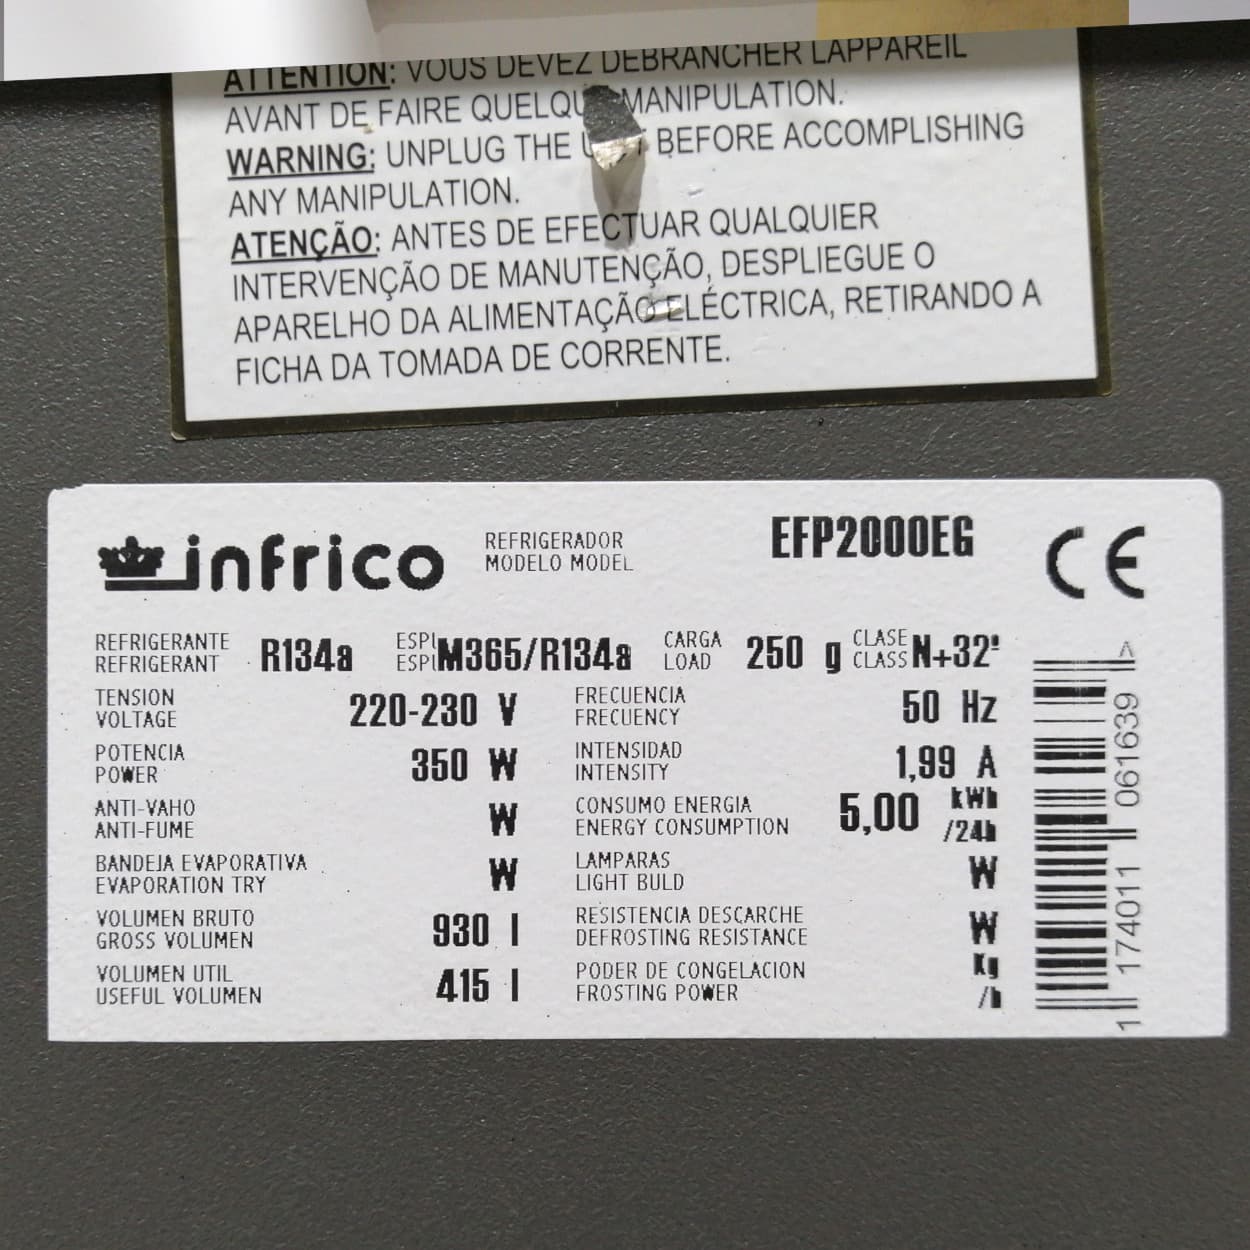 ATTENTION: VOUS DEVEZ DEBRANCHER LAPPAREIL
AVANT DE FAIRE QUELQU MANIPULATION.
WARNING: UNPLUG THE BEFORE ACCOMPLISHING
ANY MANIPULATION.
ATENÇÃO: ANTES DE EFECTUAR QUALQUIER
INTERVENÇÃO DE MANUTENÇÃO, DESPLIEGUE O
APARELHO DA ALIMENTAÇÃO ELÉCTRICA, RETIRANDO A
FICHA DA TOMADA DE CORRENTE.
infrico REFRIGERADOR EFP2000EG CE
MODELO MODEL
REFRIGERANTE R134a ESPU M365/R134a CARGA 250 g CLASE N+32º
REFRIGERANT ESPU LOAD CLASS
TENSION 220-230 V FRECUENCIA 50 Hz
VOLTAGE FRECUENCY
POTENCIA 350 W INTENSIDAD 1,99 A
POWER INTENSITY
ANTI-VAHO W CONSUMO ENERGIA 5,00 kWh
ANTI-FUME ENERGY CONSUMPTION /24h
BANDEJA EVAPORATIVA W LAMPARAS W
EVAPORATION TRY LIGHT BULD
VOLUMEN BRUTO 930 l RESISTENCIA DESCARCHE W
GROSS VOLUMEN DEFROSTING RESISTANCE
VOLUMEN UTIL 415 l PODER DE CONGELACION Kg
USEFUL VOLUMEN FROSTING POWER /h
1 174011 061639 >